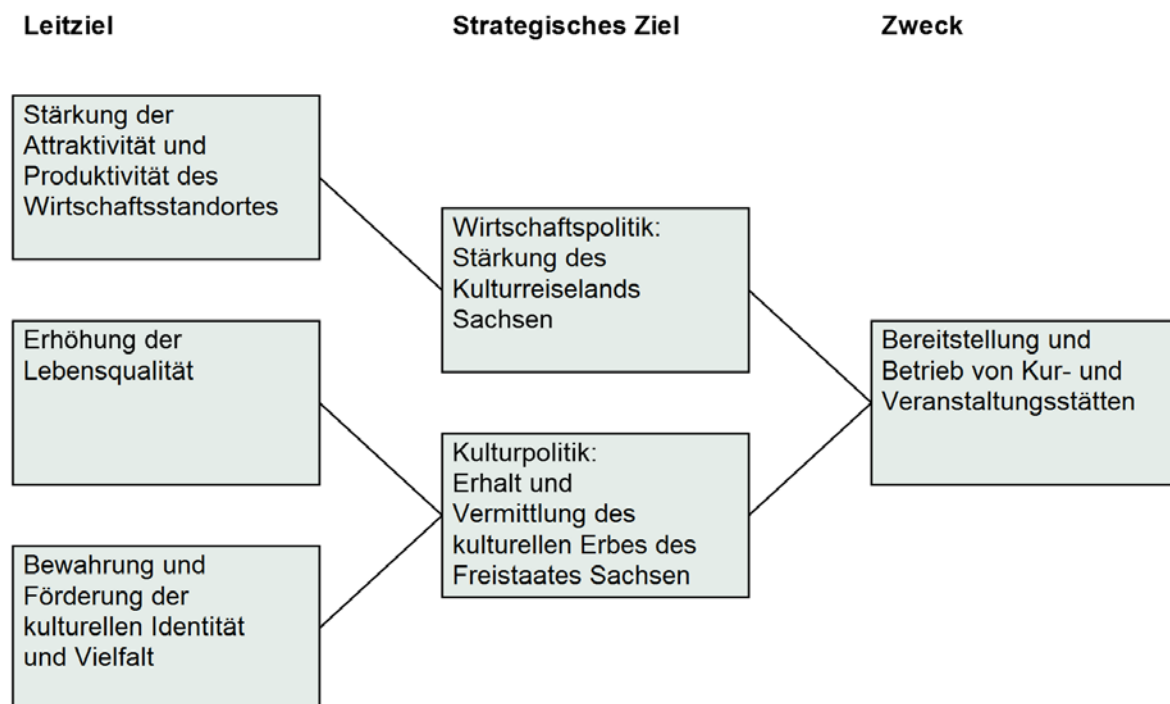 Leitziel
Strategisches Ziel
Zweck
Stärkung der
Attraktivität und
Produktivität des
Wirtschaftsstandortes
Erhöhung der
Lebensqualität
Bewahrung und
Förderung der
kulturellen Identität
und Vielfalt
Wirtschaftspolitik:
Stärkung des
Kulturreiselands
Sachsen
Kulturpolitik:
Erhalt und
Vermittlung des
kulturellen Erbes des
Freistaates Sachsen
Bereitstellung und
Betrieb von Kur- und
Veranstaltungsstätten